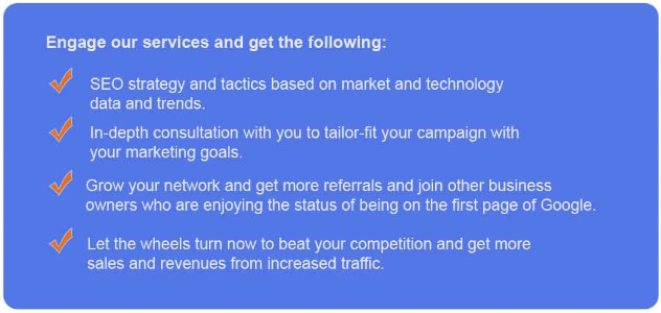 Engage our services and get the following:
SEO strategy and tactics based on market and technology
data and trends.
In-depth consultation with you to tailor-fit your campaign with
your marketing goals.
Grow your network and get more referrals and join other business
owners who are enjoying the status of being on the first page of Google.
Let the wheels turn now to beat your competition and get more
sales and revenues from increased traffic.